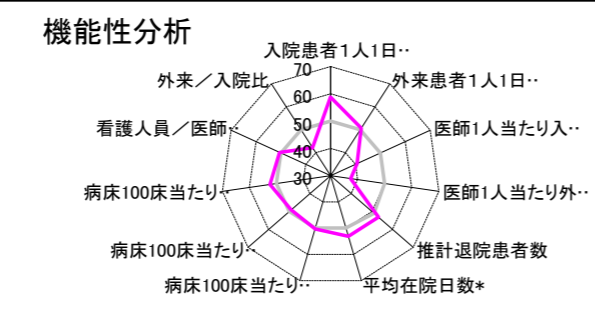 機能性分析
入院患者1人1日‥
外来患者1人1日‥
医師1人当たり入‥
医師1人当たり外‥
推計退院患者数
平均在院日数*
病床100床当たり‥
病床100床当たり‥
病床100床当たり‥
看護人員／医師‥
外来／入院比
70
60
50
40
30